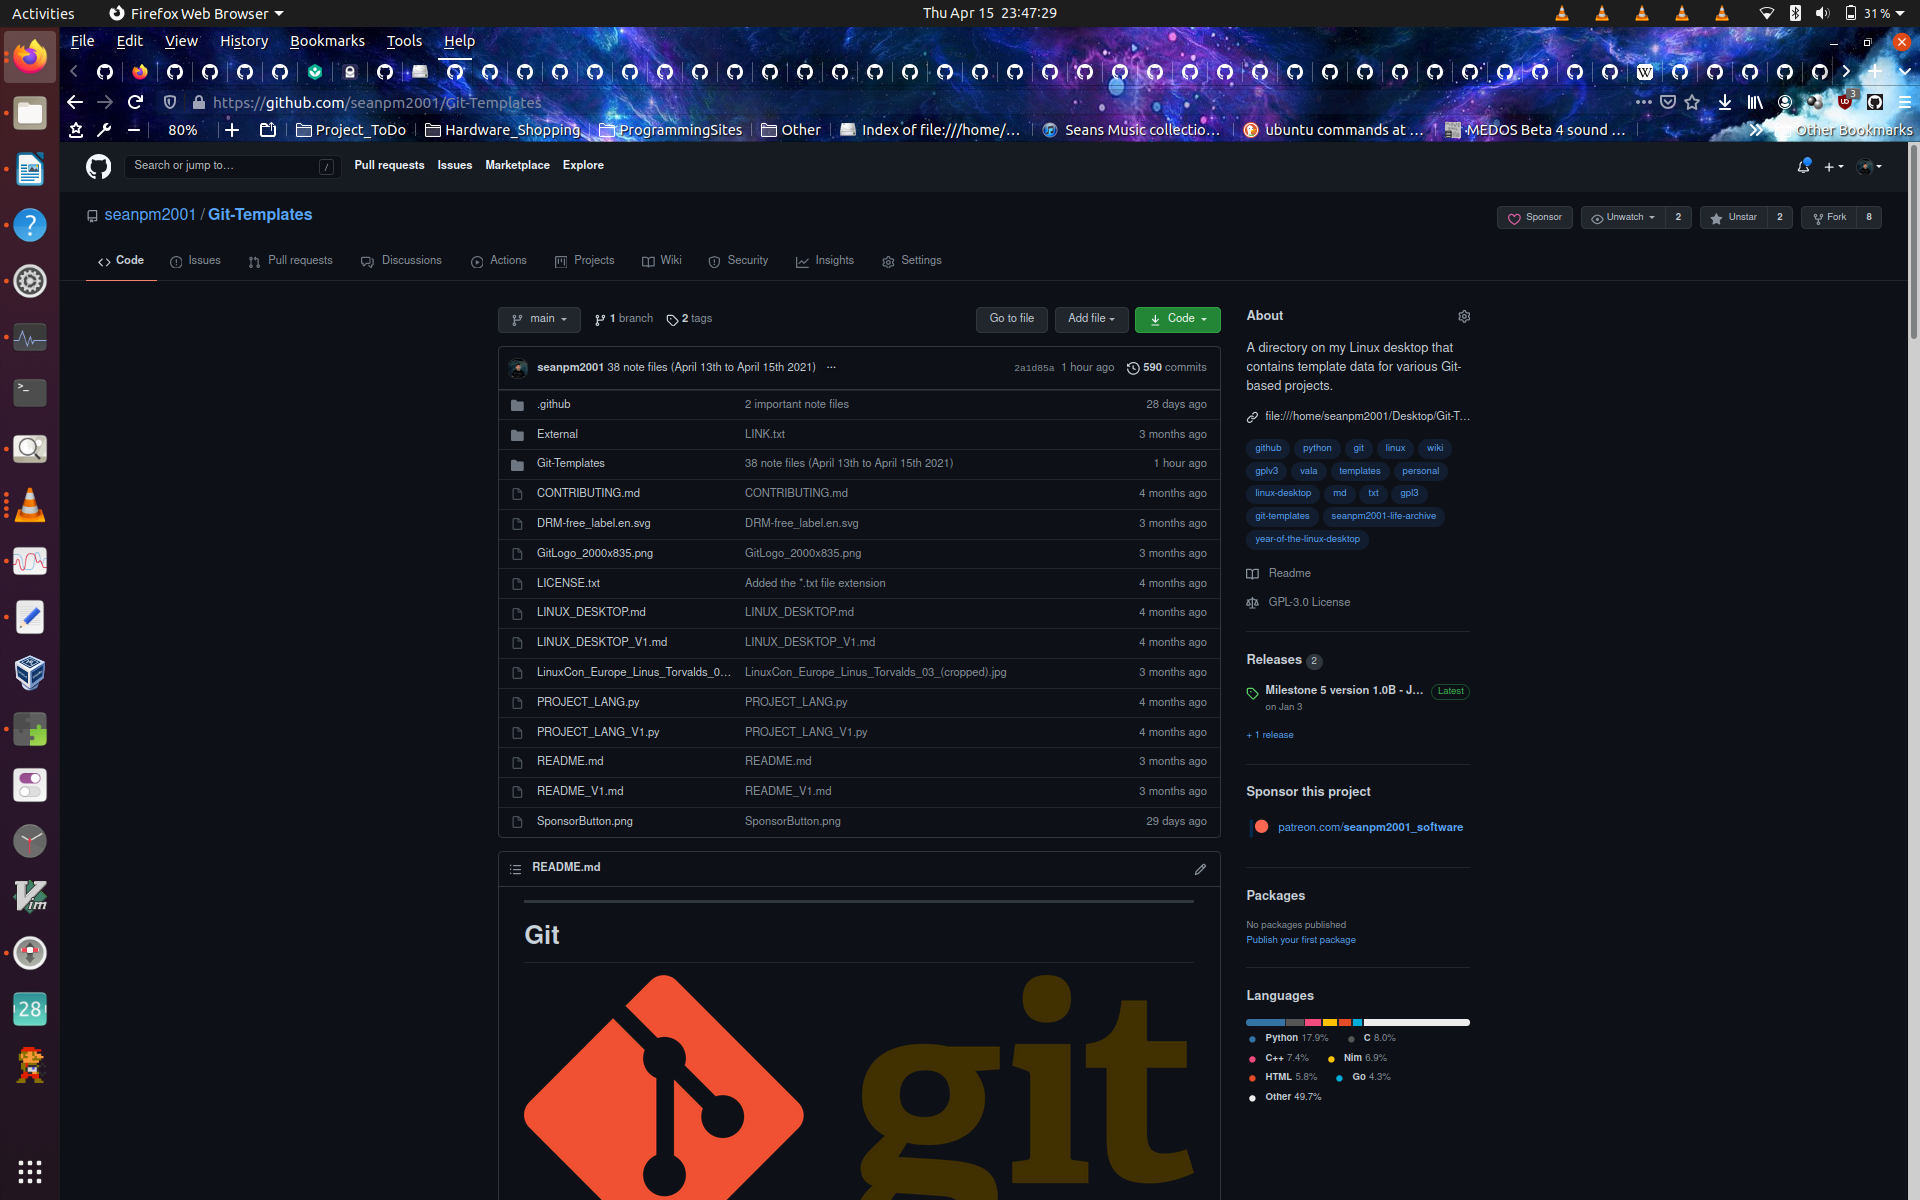 Activities Firefox Web Browser Thu Apr 15 23:47:29 31%
File Edit View History Bookmarks Tools Help
https://github.com/seanpm2001/Git-Templates 3
80% Project_ToDo Hardware_Shopping ProgrammingSites Other Index of file:///home/... Seans Music collectio... ubuntu commands at ... MEDOS Beta 4 sound ... Other Bookmarks
Search or jump to... / Pull requests Issues Marketplace Explore
seanpm2001 / Git-Templates Sponsor Unwatch 2 Unstar 2 Fork 8
Code Issues Pull requests Discussions Actions Projects Wiki Security Insights Settings
main 1 branch 2 tags Go to file Add file Code
seanpm2001 38 note files (April 13th to April 15th 2021) ... 2a1d85a 1 hour ago 590 commits
.github 2 important note files 28 days ago
External LINK.txt 3 months ago
Git-Templates 38 note files (April 13th to April 15th 2021) 1 hour ago
CONTRIBUTING.md CONTRIBUTING.md 4 months ago
DRM-free_label.en.svg DRM-free_label.en.svg 3 months ago
GitLogo_2000x835.png GitLogo_2000x835.png 3 months ago
LICENSE.txt Added the *.txt file extension 4 months ago
LINUX_DESKTOP.md LINUX_DESKTOP.md 4 months ago
LINUX_DESKTOP_V1.md LINUX_DESKTOP_V1.md 4 months ago
LinuxCon_Europe_Linus_Torvalds_0... LinuxCon_Europe_Linus_Torvalds_03_(cropped).jpg 3 months ago
PROJECT_LANG.py PROJECT_LANG.py 4 months ago
PROJECT_LANG_V1.py PROJECT_LANG_V1.py 4 months ago
README.md README.md 3 months ago
README_V1.md README_V1.md 3 months ago
SponsorButton.png SponsorButton.png 29 days ago
README.md
Git
git
About
A directory on my Linux desktop that
contains template data for various Git-
based projects.
file:///home/seanpm2001/Desktop/Git-T...
github python git linux wiki
gplv3 vala templates personal
linux-desktop md txt gpl3
git-templates seanpm2001-life-archive
year-of-the-linux-desktop
Readme
GPL-3.0 License
Releases 2
Milestone 5 version 1.0B - J... Latest
on Jan 3
+ 1 release
Sponsor this project
patreon.com/seanpm2001_software
Packages
No packages published
Publish your first package
Languages
Python 17.9% C 8.0%
C++ 7.4% Nim 6.9%
HTML 5.8% Go 4.3%
Other 49.7%
28